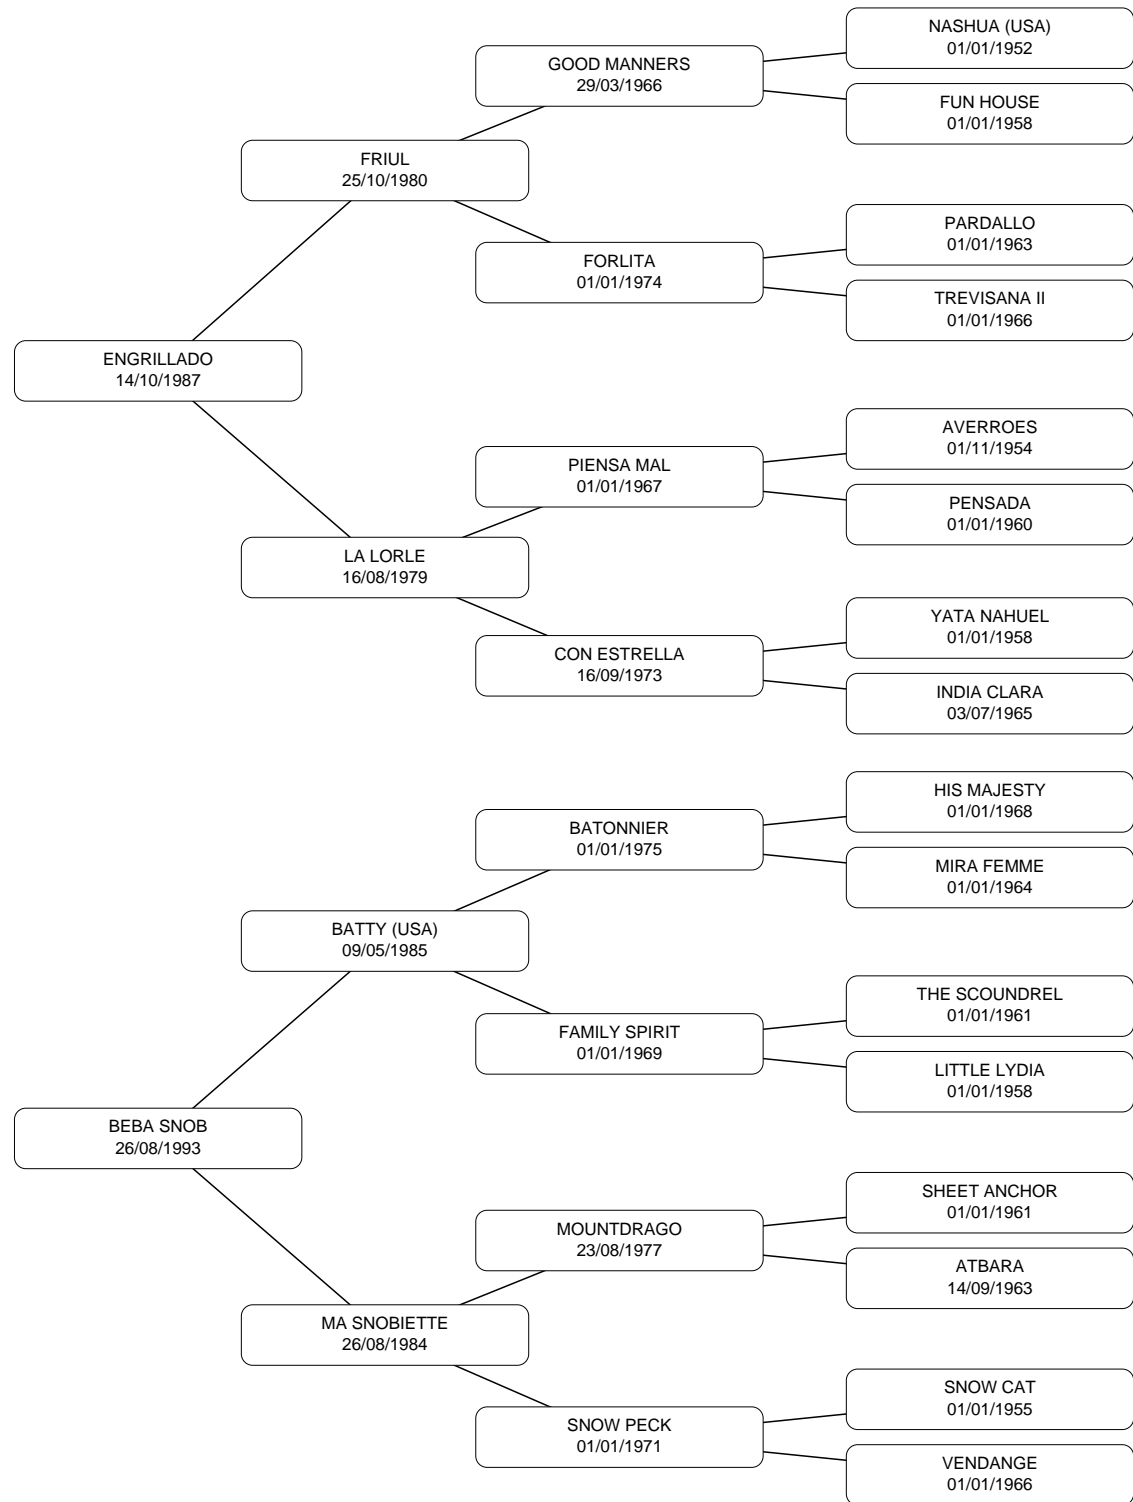 NASHUA (USA)
01/01/1952
GOOD MANNERS
29/03/1966
FUN HOUSE
01/01/1958
FRIUL
25/10/1980
PARDALLO
01/01/1963
FORLITA
01/01/1974
TREVISANA II
01/01/1966
ENGRILLADO
14/10/1987
AVERROES
01/11/1954
PIENSA MAL
01/01/1967
PENSADA
01/01/1960
LA LORLE
16/08/1979
YATA NAHUEL
01/01/1958
CON ESTRELLA
16/09/1973
INDIA CLARA
03/07/1965
HIS MAJESTY
01/01/1968
BATONNIER
01/01/1975
MIRA FEMME
01/01/1964
BATTY (USA)
09/05/1985
THE SCOUNDREL
01/01/1961
FAMILY SPIRIT
01/01/1969
LITTLE LYDIA
01/01/1958
BEBA SNOB
26/08/1993
SHEET ANCHOR
01/01/1961
MOUNTDRAGO
23/08/1977
ATBARA
14/09/1963
MA SNOBIETTE
26/08/1984
SNOW CAT
01/01/1955
SNOW PECK
01/01/1971
VENDANGE
01/01/1966